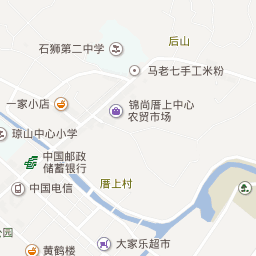 后山
石狮第二中学
马老七手工米粉
一家小店
锦尚厝上中心
农贸市场
琼山中心小学
中国邮政
储蓄银行
中国电信
厝上村
公园
大家乐超市
黄鹤楼